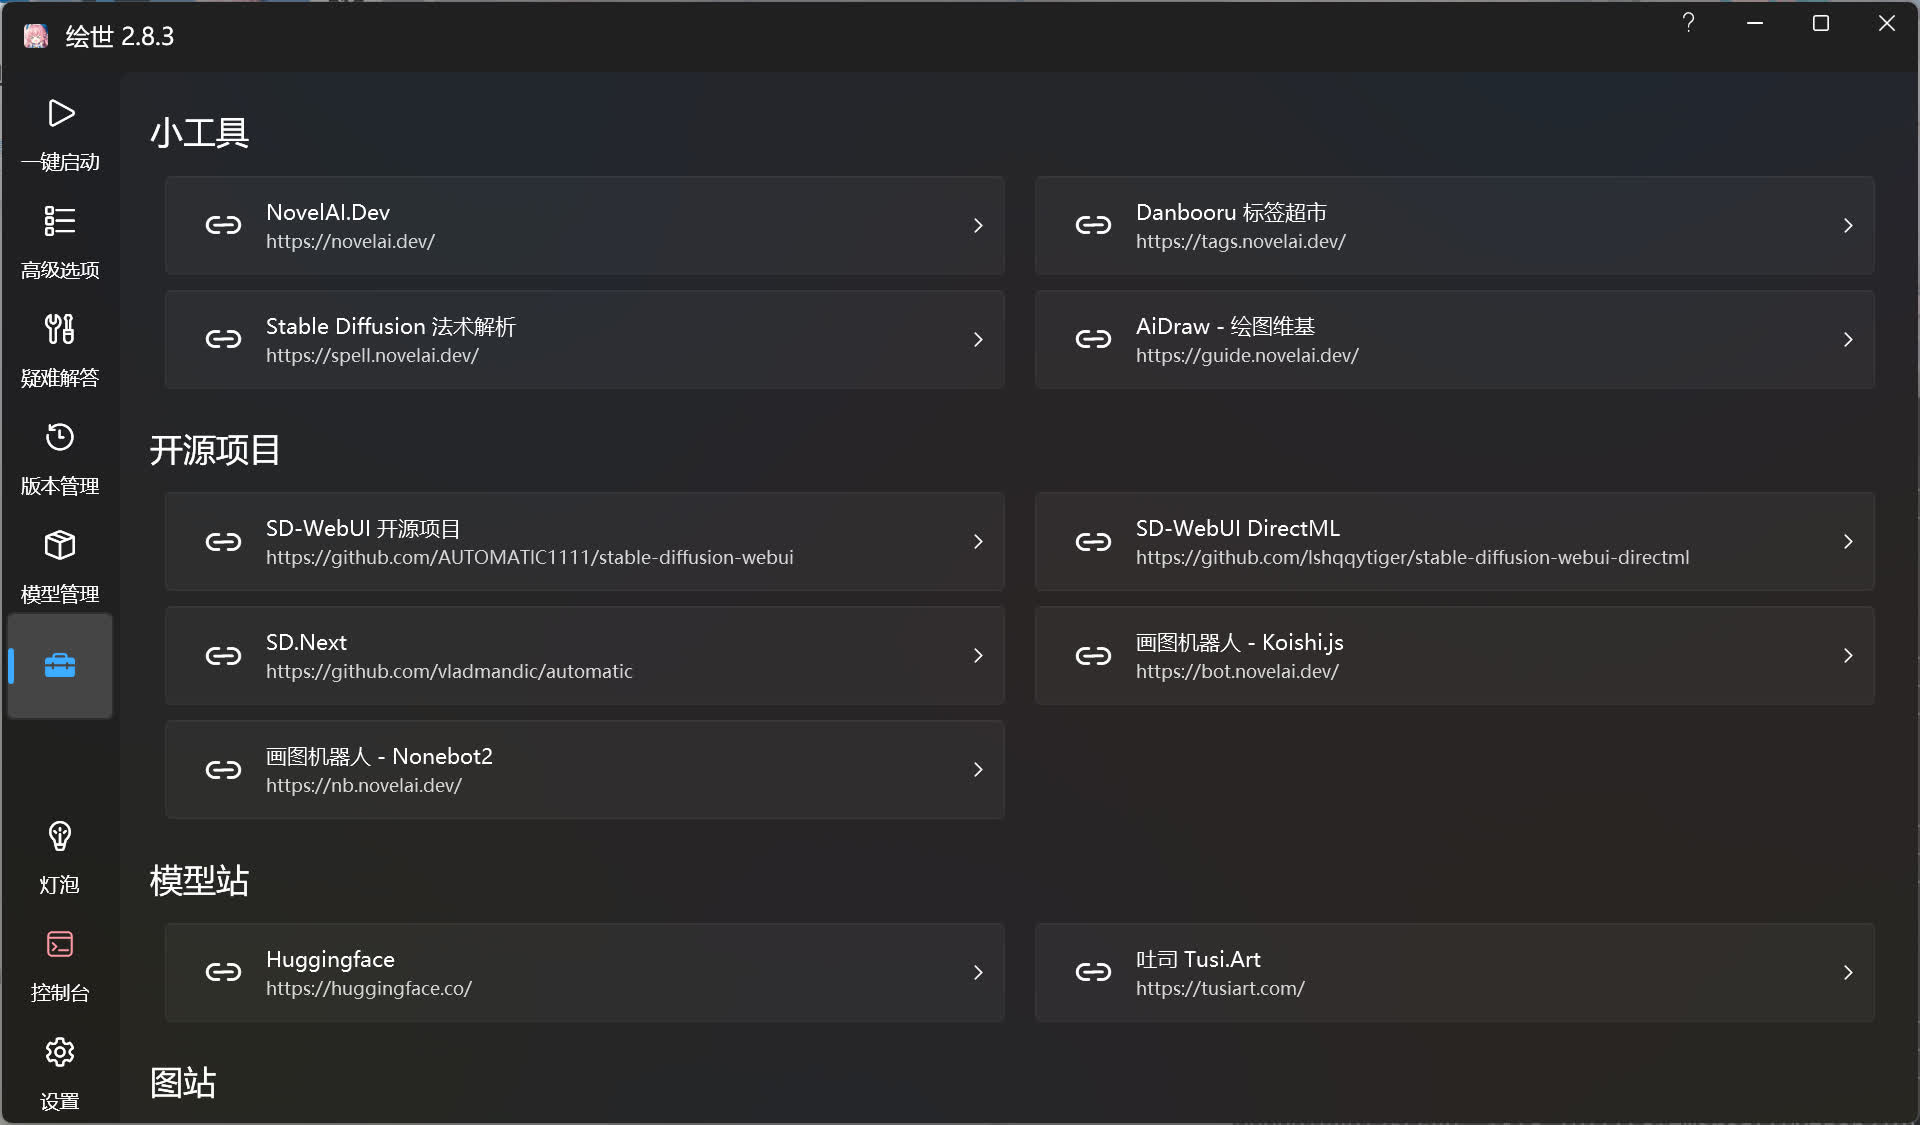 绘世 2.8.3
一键启动
高级选项
疑难解答
版本管理
模型管理
灯泡
控制台
设置
小工具
NovelAI.Dev
https://novelai.dev/
Danbooru 标签超市
https://tags.novelai.dev/
Stable Diffusion 法术解析
https://spell.novelai.dev/
AiDraw - 绘图维基
https://guide.novelai.dev/
开源项目
SD-WebUI 开源项目
https://github.com/AUTOMATIC1111/stable-diffusion-webui
SD-WebUI DirectML
https://github.com/lshqqytiger/stable-diffusion-webui-directml
SD.Next
https://github.com/vladmandic/automatic
画图机器人 - Koishi.js
https://bot.novelai.dev/
画图机器人 - Nonebot2
https://nb.novelai.dev/
模型站
Huggingface
https://huggingface.co/
吐司 Tusi.Art
https://tusiart.com/
图站